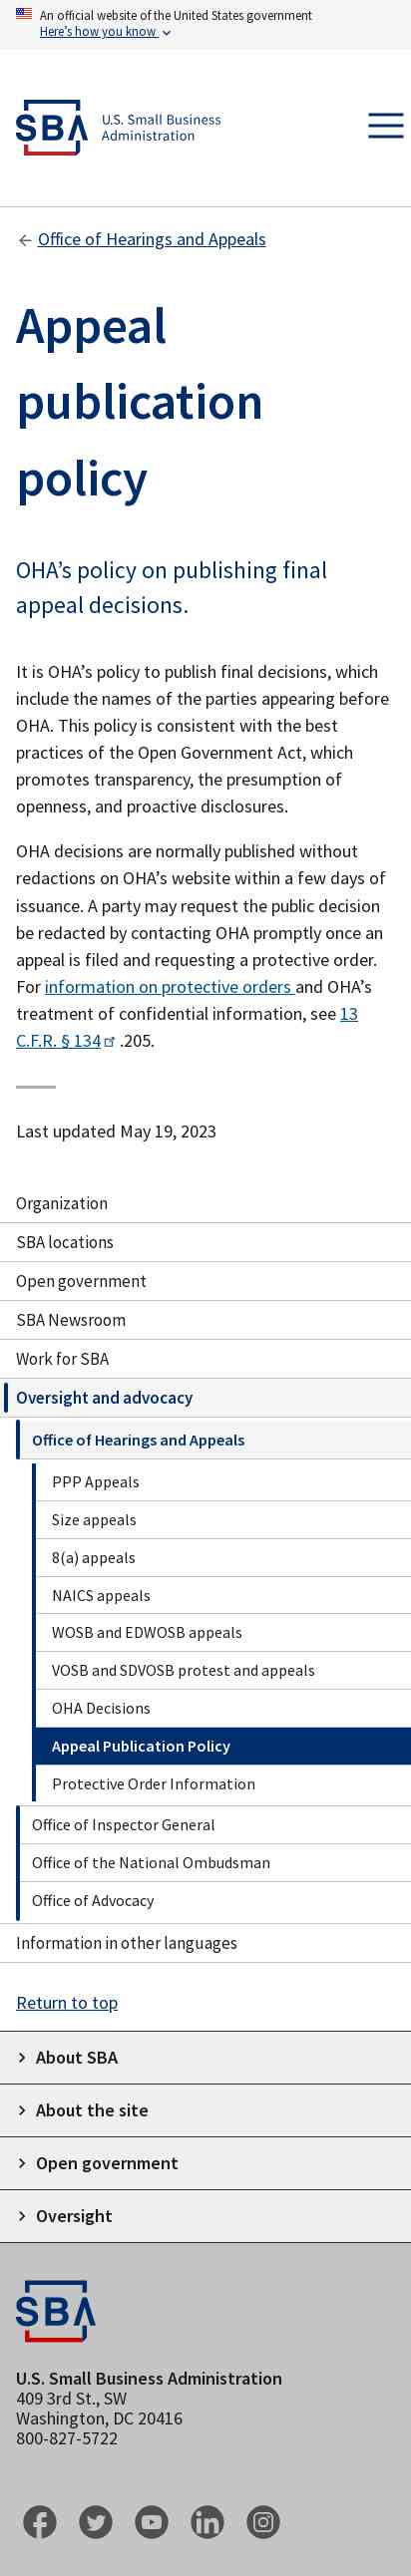 An official website of the United States government
Here's how you know
SBA
U.S. Small Business
Administration
Office of Hearings and Appeals
Appeal
publication
policy
OHA's policy on publishing final
appeal decisions.
It is OHA's policy to publish final decisions, which
include the names of the parties appearing before
OHA. This policy is consistent with the best
practices of the Open Government Act, which
promotes transparency, the presumption of
openness, and proactive disclosures.
OHA decisions are normally published without
redactions on OHA's website within a few days of
issuance. A party may request the public decision
be redacted by contacting OHA promptly once an
appeal is filed and requesting a protective order.
For information on protective orders and OHA's
treatment of confidential information, see 13
C.F.R. § 134 .205.
Last updated May 19, 2023
Organization
SBA locations
Open government
SBA Newsroom
Work for SBA
Oversight and advocacy
Office of Hearings and Appeals
PPP Appeals
Size appeals
8(a) appeals
NAICS appeals
WOSB and EDWOSB appeals
VOSB and SDVOSB protest and appeals
OHA Decisions
Appeal Publication Policy
Protective Order Information
Office of Inspector General
Office of the National Ombudsman
Office of Advocacy
Information in other languages
Return to top
About SBA
About the site
Open government
Oversight
SBA
U.S. Small Business Administration
409 3rd St., SW
Washington, DC 20416
800-827-5722